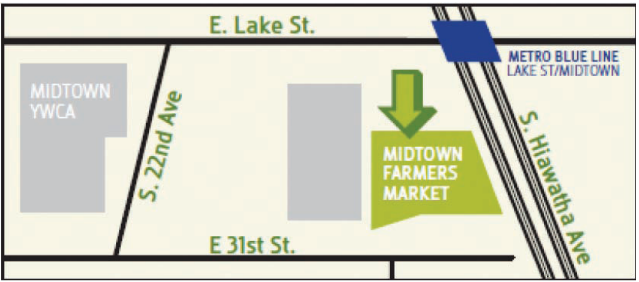 E. Lake St.
METRO BLUE LINE
LAKE ST/MIDTOWN
MIDTOWN
YWCA
S. 22nd Ave
MIDTOWN
FARMERS
MARKET
S. Hiawatha Ave
E 31st St.